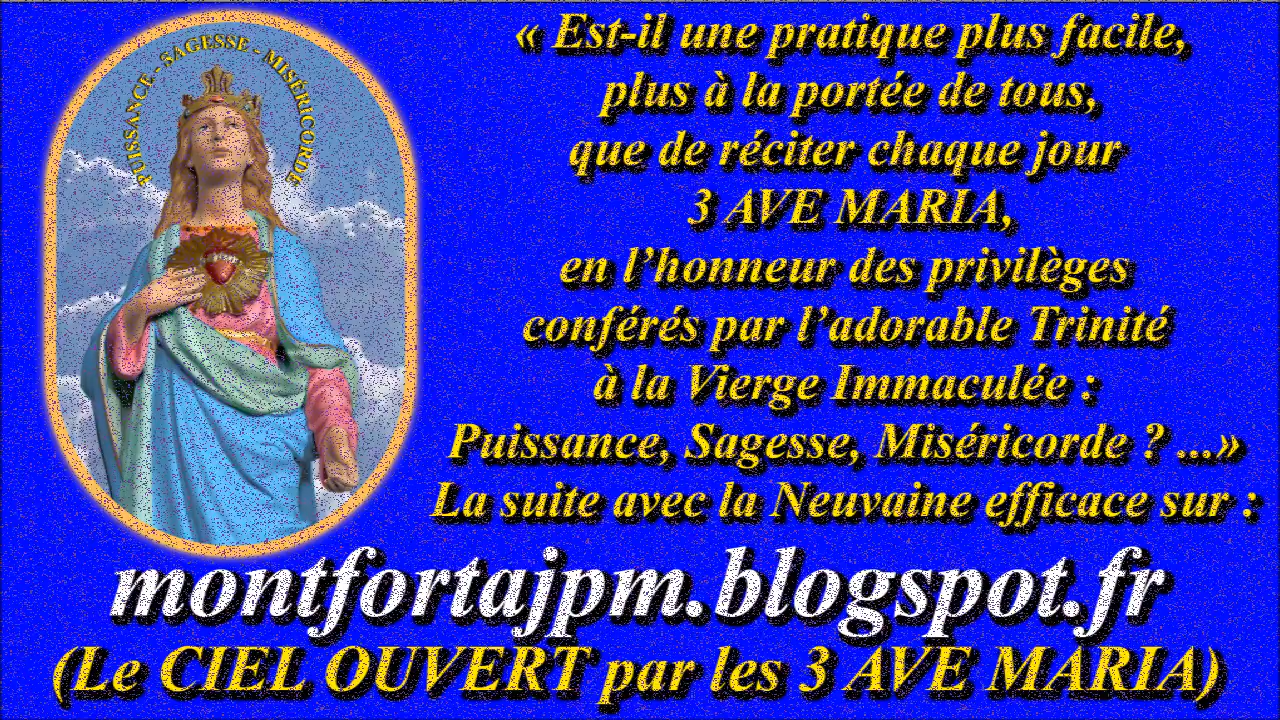 PUISSANCE - SAGESSE - MISÉRICORDE
« Est-il une pratique plus facile,
plus à la portée de tous,
que de réciter chaque jour
3 AVE MARIA,
en l’honneur des privilèges
conférés par l’adorable Trinité
à la Vierge Immaculée :
Puissance, Sagesse, Miséricorde ? ...»
La suite avec la Neuvaine efficace sur :
montfortajpm.blogspot.fr
(Le CIEL OUVERT par les 3 AVE MARIA)